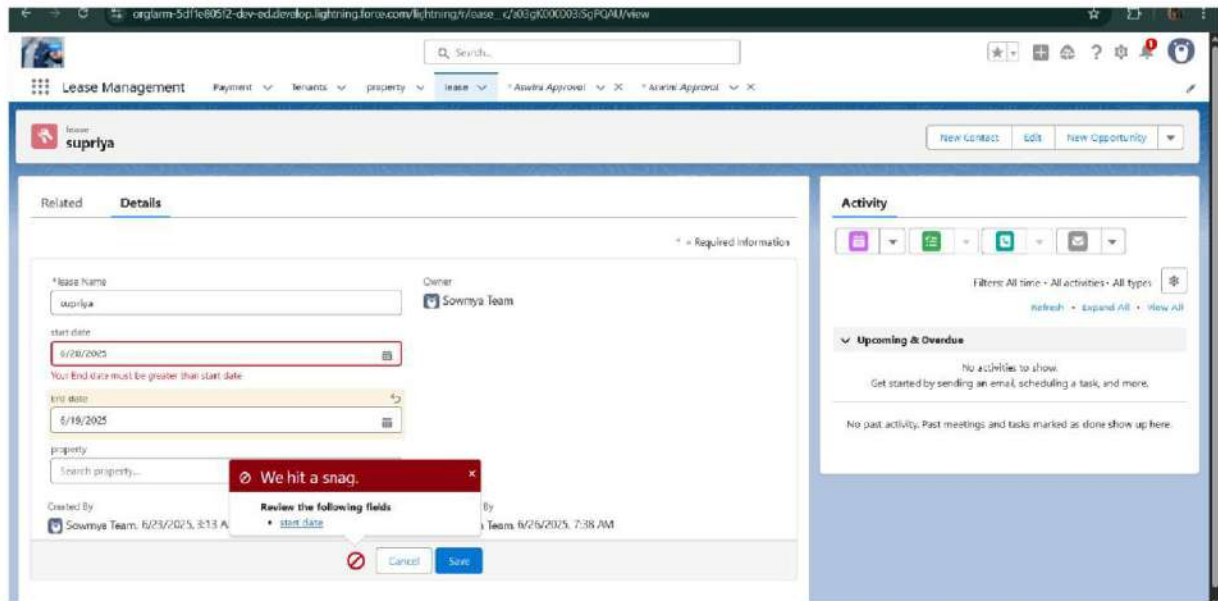 orgfarm-5df1e805f2-dev-ed.develop.lightning.force.com/lightning/r/lease__c/a03gK000003iSgPQAU/view
Search...
Lease Management Payment Tenants property lease * Aswini Approval * Aswini Approval
lease
supriya
New Contact Edit New Opportunity
Related Details
* = Required Information
*lease Name
supriya
Owner
Sowmya Team
start date
6/20/2025
Your End date must be greater than start date
End date
6/19/2025
property
Search property...
We hit a snag.
Review the following fields
start date
Created By
Sowmya Team, 6/23/2025, 3:13 A
By
Team, 6/26/2025, 7:38 AM
Cancel Save
Activity
Filters: All time • All activities • All types
Refresh • Expand All • View All
Upcoming & Overdue
No activities to show.
Get started by sending an email, scheduling a task, and more.
No past activity. Past meetings and tasks marked as done show up here.